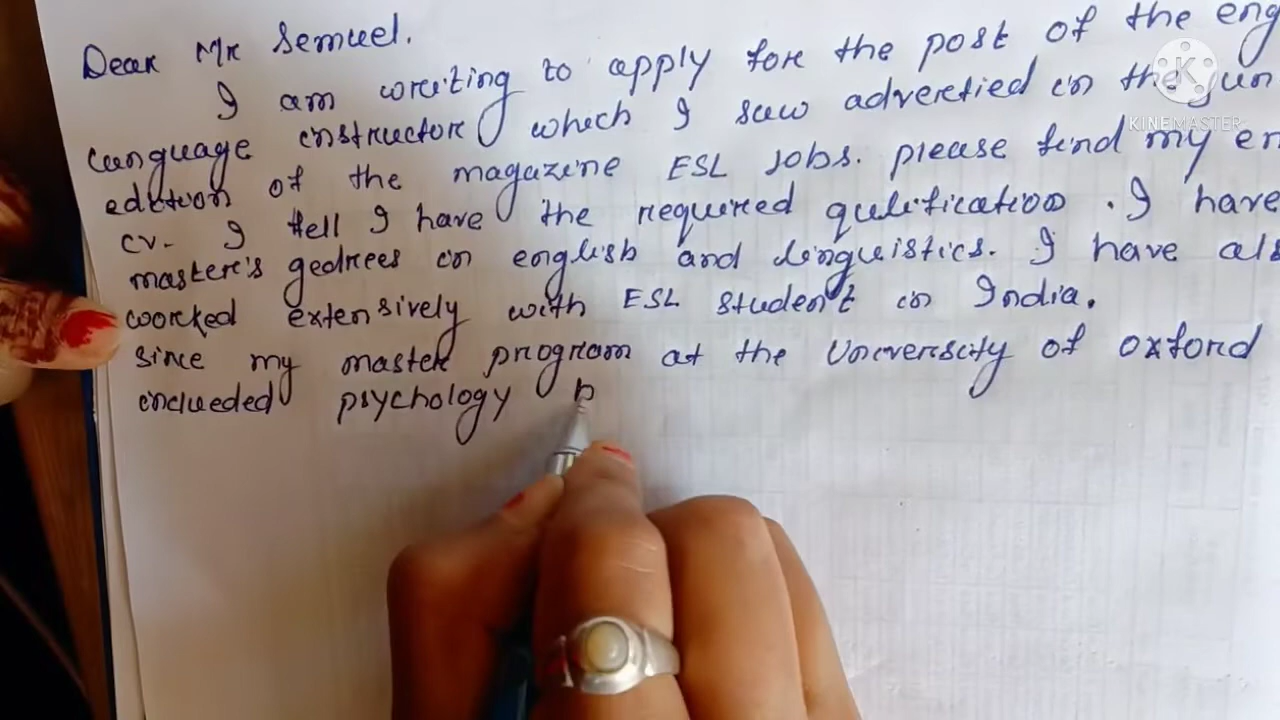 Dear Mr Semuel.
I am writing to apply for the post of the eng
language instructor which I saw advertied in the jun
edition of the magazine ESL Jobs. please find my en
cv. I fell I have the required qulification. I have
master's gedrees in english and linguistics. I have als
worked extensively with ESL student in India.
since my master program at the University of oxford
included psychology b
KINEMASTER